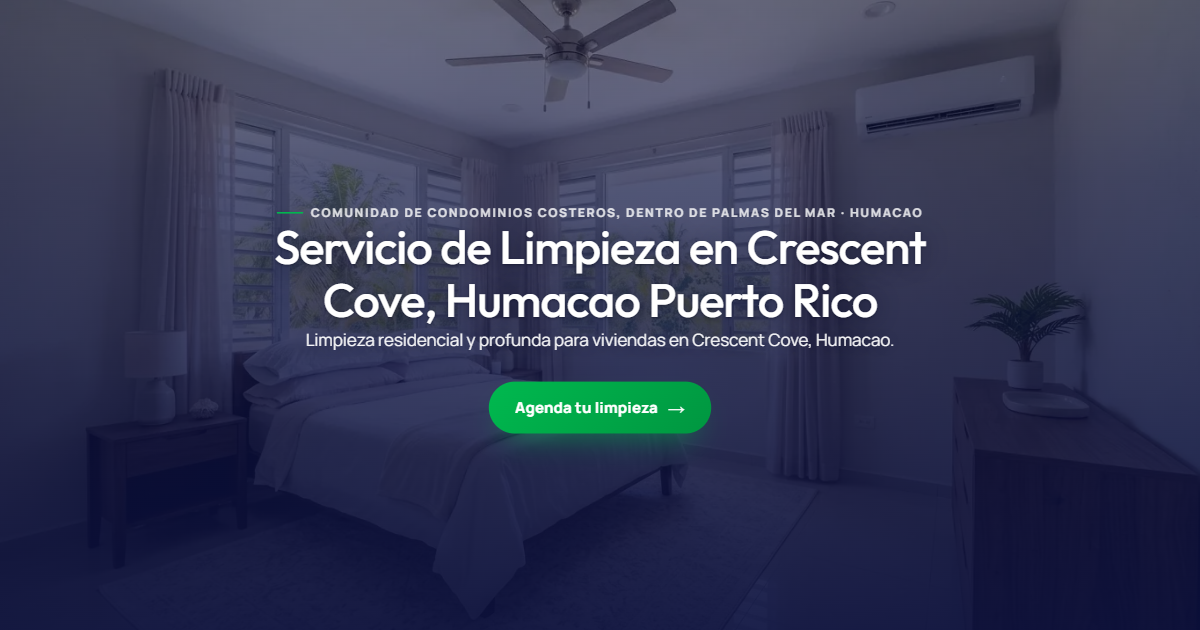 COMUNIDAD DE CONDOMINIOS COSTEROS, DENTRO DE PALMAS DEL MAR · HUMACAO
Servicio de Limpieza en Crescent
Cove, Humacao Puerto Rico
Limpieza residencial y profunda para viviendas en Crescent Cove, Humacao.
Agenda tu limpieza →